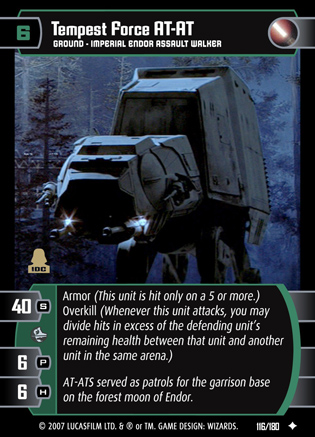 6
Tempest Force AT-AT
GROUND - IMPERIAL ENDOR ASSAULT WALKER
IDC
40 S
6 P
6 H
Armor (This unit is hit only on a 5 or more.)
Overkill (Whenever this unit attacks, you may
divide hits in excess of the defending unit's
remaining health between that unit and another
unit in the same arena.)
AT-ATS served as patrols for the garrison base
on the forest moon of Endor.
© 2007 LUCASFILM LTD. & ® or TM. GAME DESIGN: WIZARDS.
116/180